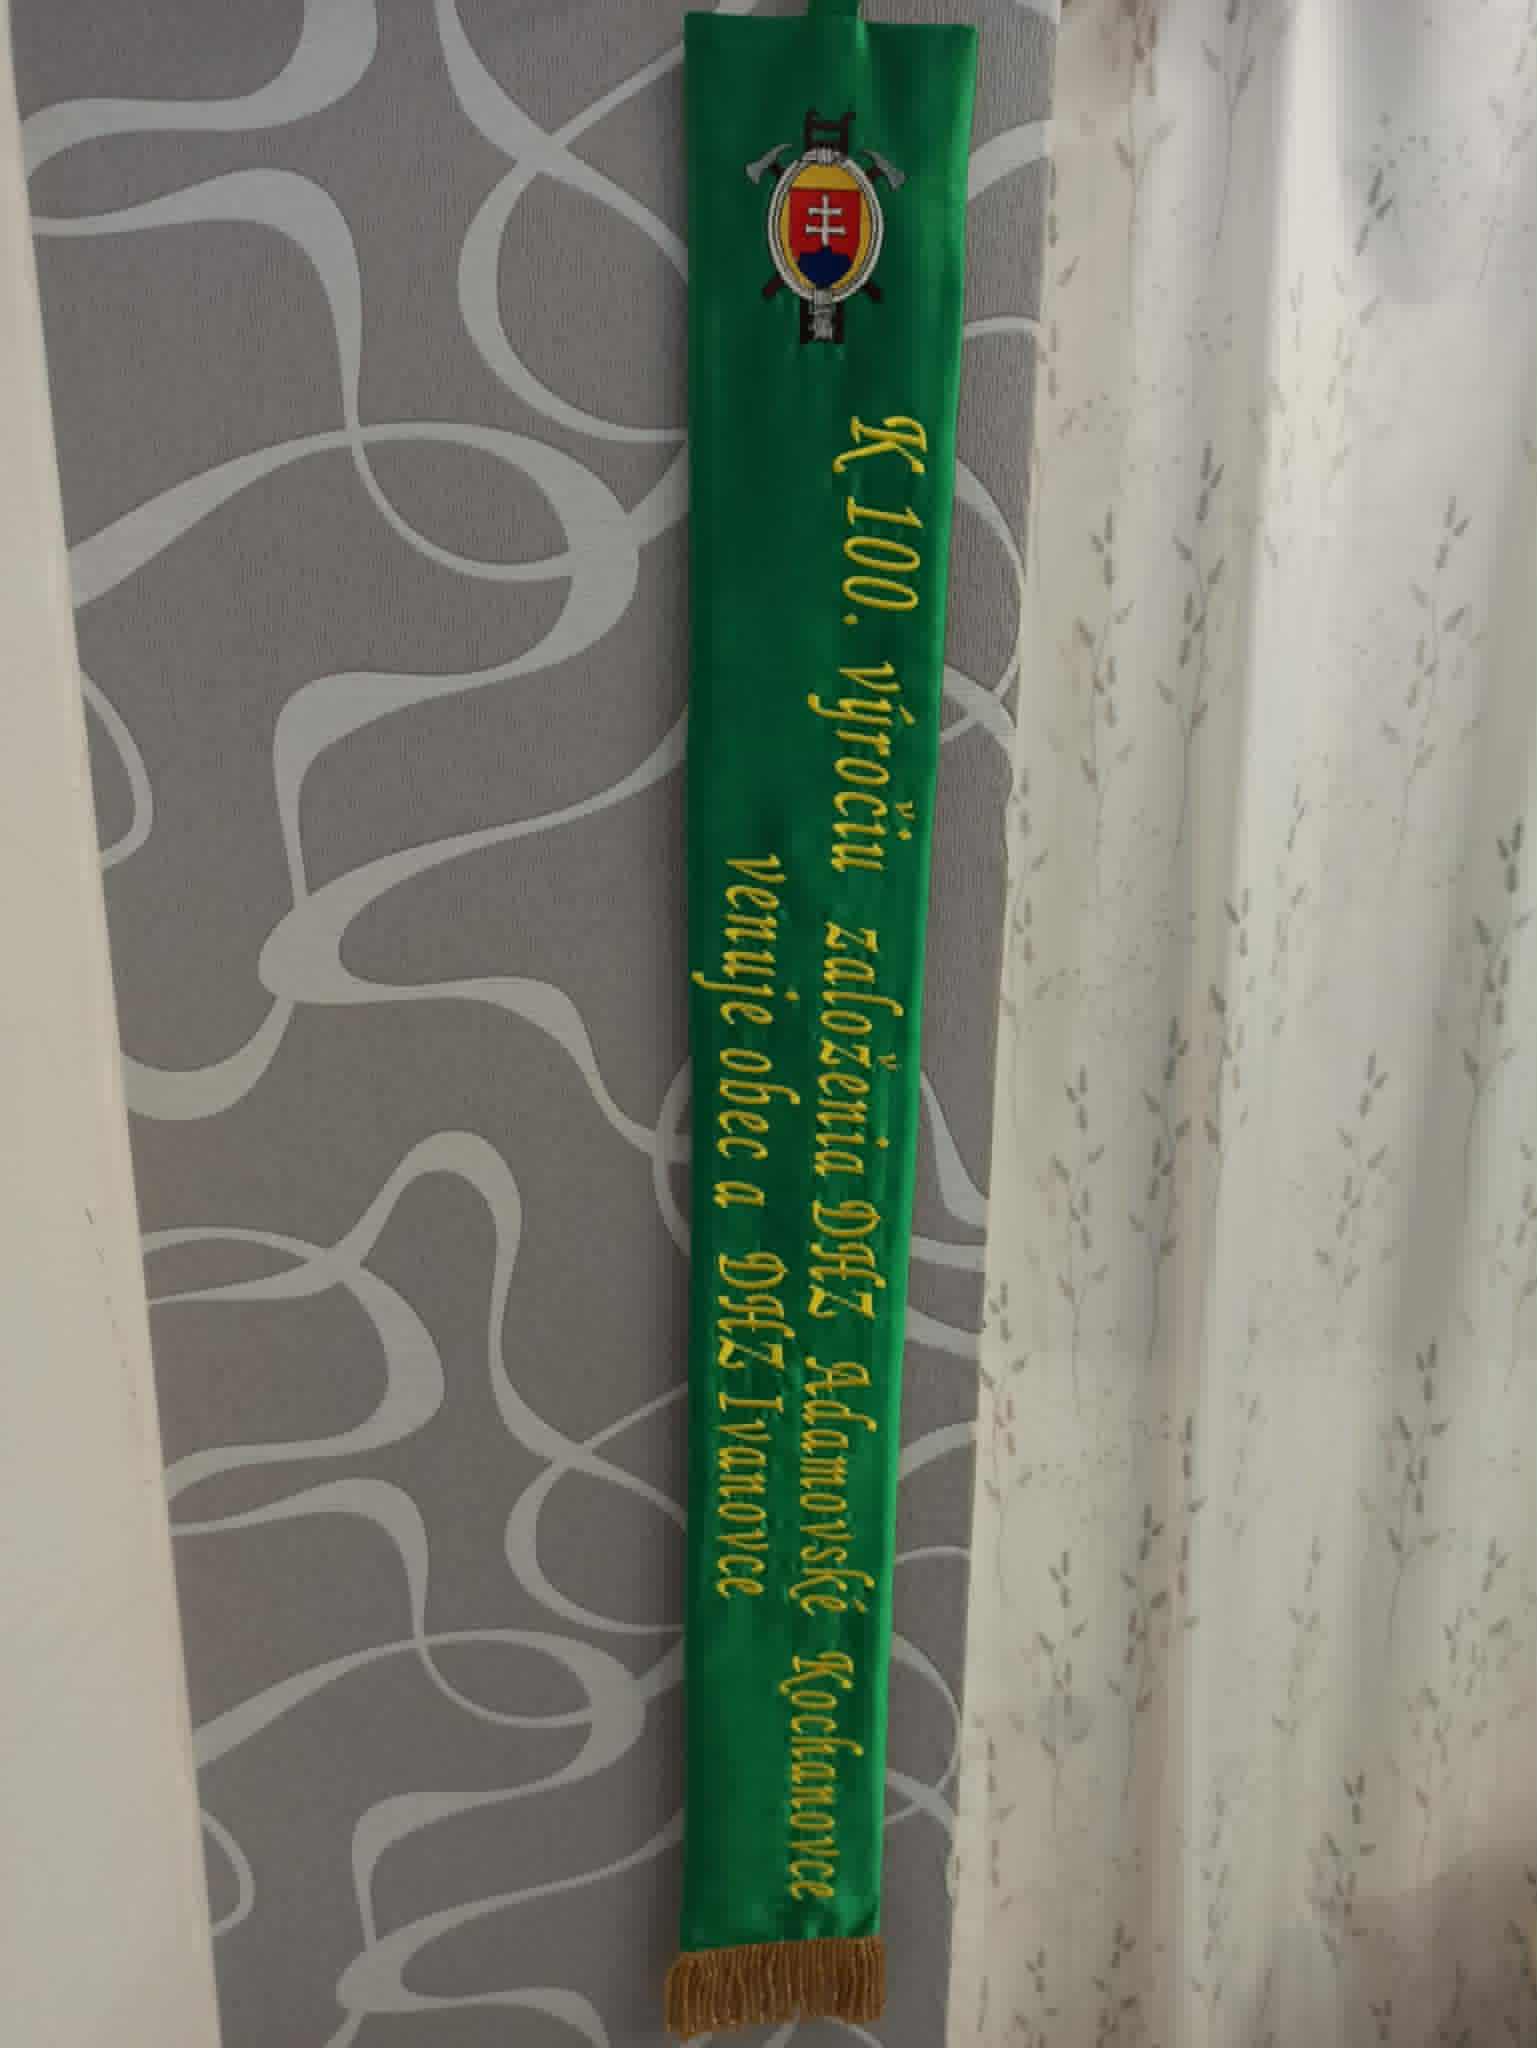 K 100. výročiu založenia DHZ Adamovské Kochanovce
venuje obec a DHZ Ivanovce